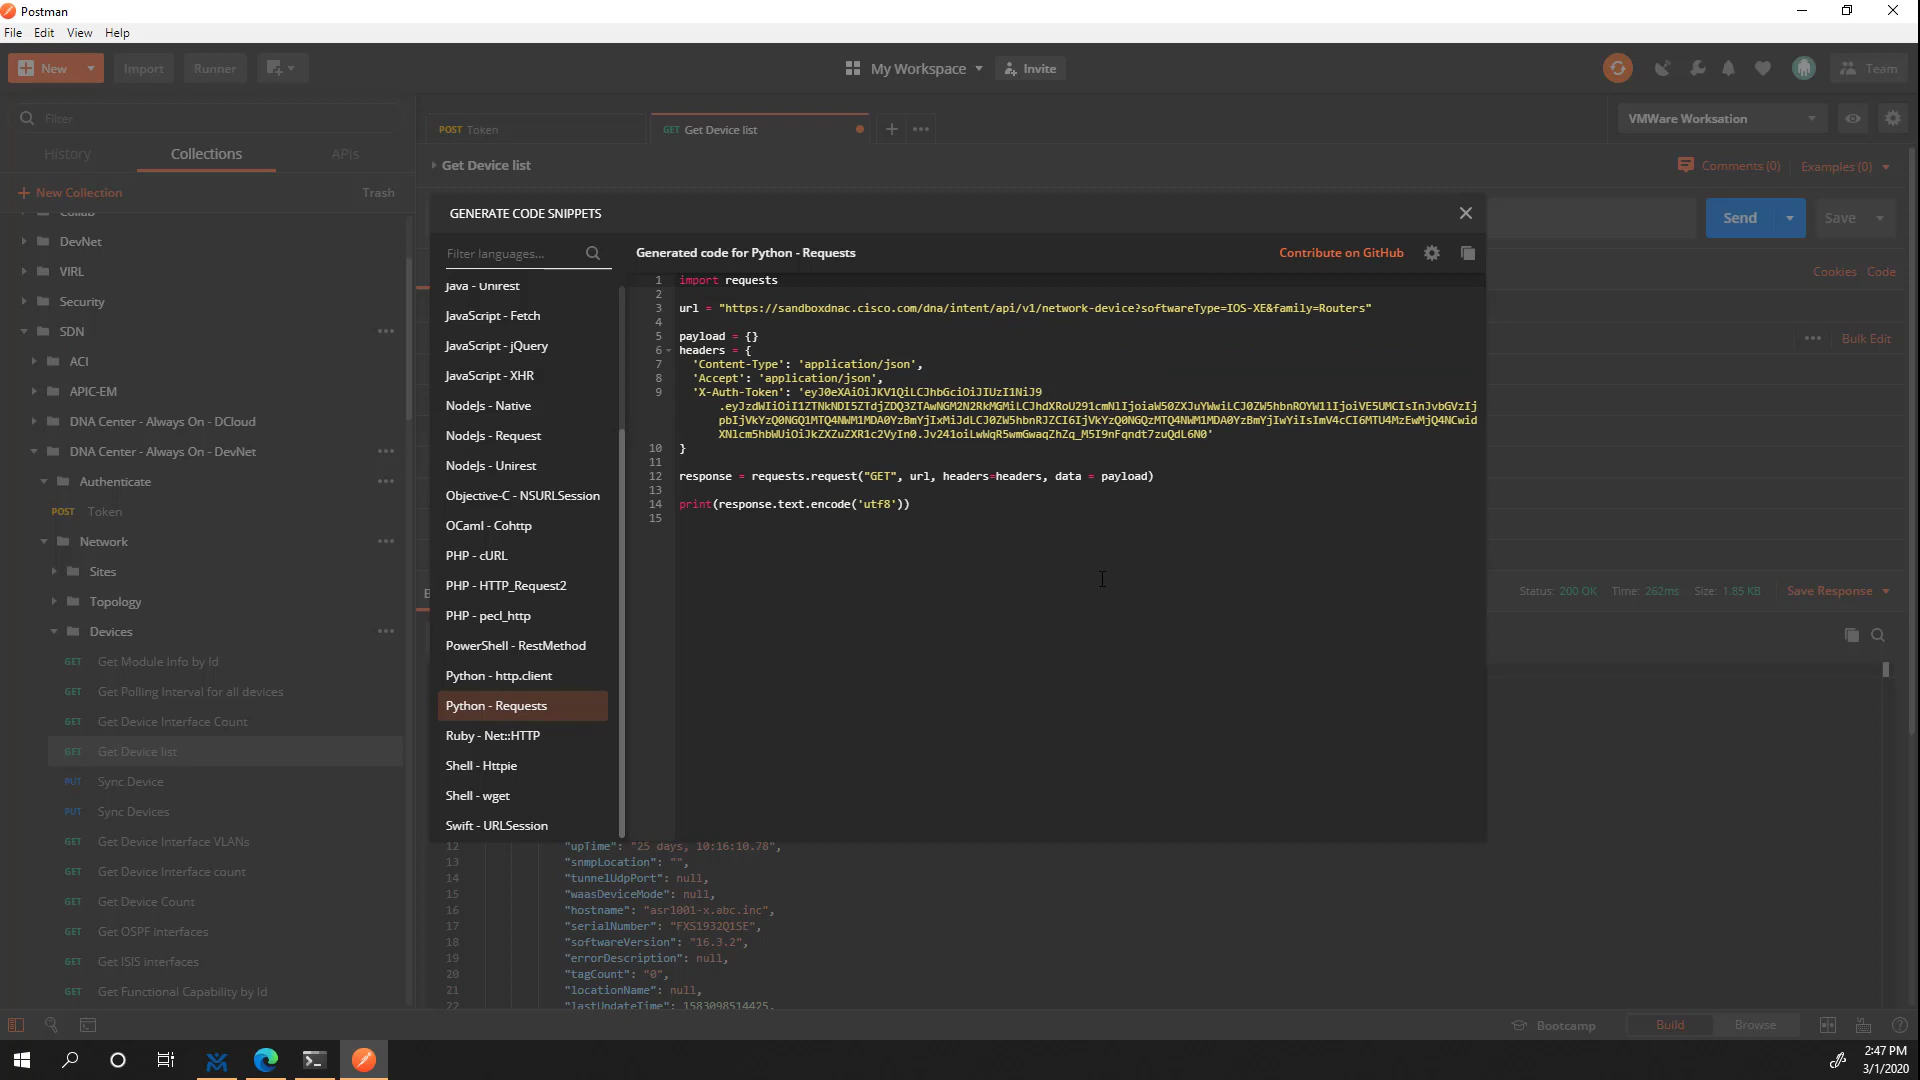 Postman
File Edit View Help
New Import Runner My Workspace Invite Team
Filter
POST Token GET Get Device list VMWare Worksation
History Collections APIs
Get Device list Comments (0) Examples (0)
New Collection Trash
Collab
DevNet
VIRL
Security
SDN
ACI
APIC-EM
DNA Center - Always On - DCloud
DNA Center - Always On - DevNet
Authenticate
POST Token
Network
Sites
Topology
Devices
GET Get Module Info by Id
GET Get Polling Interval for all devices
GET Get Device Interface Count
GET Get Device list
PUT Sync Device
PUT Sync Devices
GET Get Device Interface VLANs
GET Get Device Interface count
GET Get Device Count
GET Get OSPF interfaces
GET Get ISIS interfaces
GET Get Functional Capability by Id
Send Save
Cookies Code
Bulk Edit
Status: 200 OK Time: 262ms Size: 1.85 KB Save Response
GENERATE CODE SNIPPETS
Filter languages...
Java - Unirest
JavaScript - Fetch
JavaScript - jQuery
JavaScript - XHR
NodeJs - Native
NodeJs - Request
NodeJs - Unirest
Objective-C - NSURLSession
OCaml - Cohttp
PHP - cURL
PHP - HTTP_Request2
PHP - pecl_http
PowerShell - RestMethod
Python - http.client
Python - Requests
Ruby - Net::HTTP
Shell - Httpie
Shell - wget
Swift - URLSession
Generated code for Python - Requests Contribute on GitHub
1 import requests
2
3 url = "https://sandboxdnac.cisco.com/dna/intent/api/v1/network-device?softwareType=IOS-XE&family=Routers"
4
5 payload = {}
6 headers = {
7 'Content-Type': 'application/json',
8 'Accept': 'application/json',
9 'X-Auth-Token': 'eyJ0eXAiOiJKV1QiLCJhbGciOiJIUzI1NiJ9
10 }
11
12 response = requests.request("GET", url, headers=headers, data = payload)
13
14 print(response.text.encode('utf8'))
15
12 "upTime": "25 days, 10:16:10.78",
13 "snmpLocation": "",
14 "tunnelUdpPort": null,
15 "waasDeviceMode": null,
16 "hostname": "asr1001-x.abc.inc",
17 "serialNumber": "FXS1932Q1SE",
18 "softwareVersion": "16.3.2",
19 "errorDescription": null,
20 "tagCount": "0",
21 "locationName": null,
22 "lastUpdateTime": 1583098514425,
Bootcamp Build Browse
2:47 PM
3/1/2020